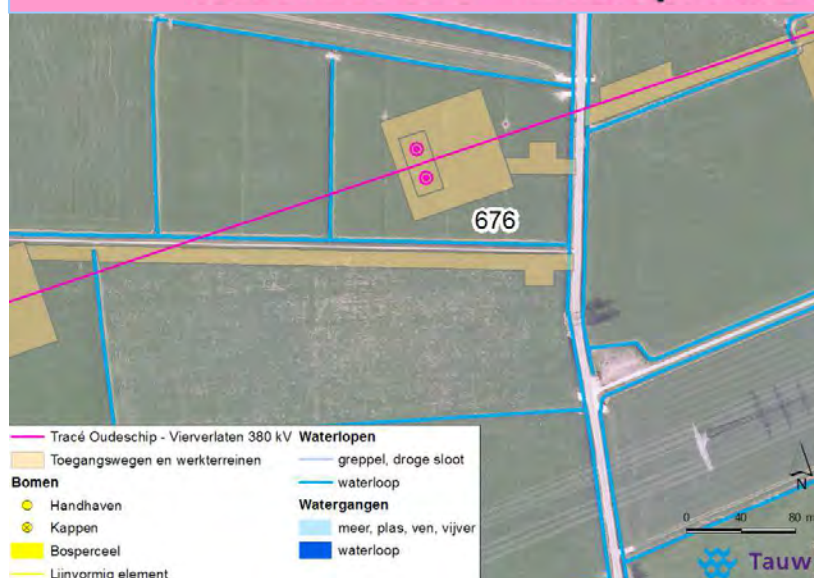 676
Tracé Oudeschip - Vierverlaten 380 kV
Toegangswegen en werkterreinen
Bomen
Handhaven
Kappen
Bosperceel
Lijnvormig element
Waterlopen
greppel, droge sloot
waterloop
Watergangen
meer, plas, ven, vijver
waterloop
N
0 40 80 m
Tauw